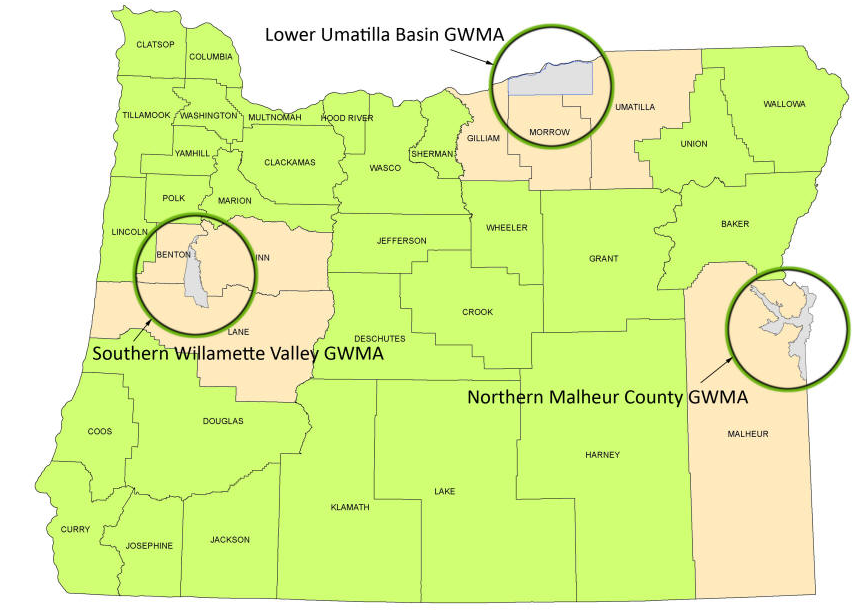 Lower Umatilla Basin GWMA
CLATSOP
COLUMBIA
TILLAMOOK
WASHINGTON
MULTNOMAH
HOOD RIVER
UMATILLA
WALLOWA
GILLIAM
MORROW
UNION
YAMHILL
CLACKAMAS
SHERMAN
WASCO
POLK
MARION
LINCOLN
WHEELER
BAKER
JEFFERSON
BENTON
INN
GRANT
CROOK
LANE
DESCHUTES
Southern Willamette Valley GWMA
Northern Malheur County GWMA
DOUGLAS
COOS
MALHEUR
HARNEY
LAKE
KLAMATH
CURRY
JOSEPHINE
JACKSON